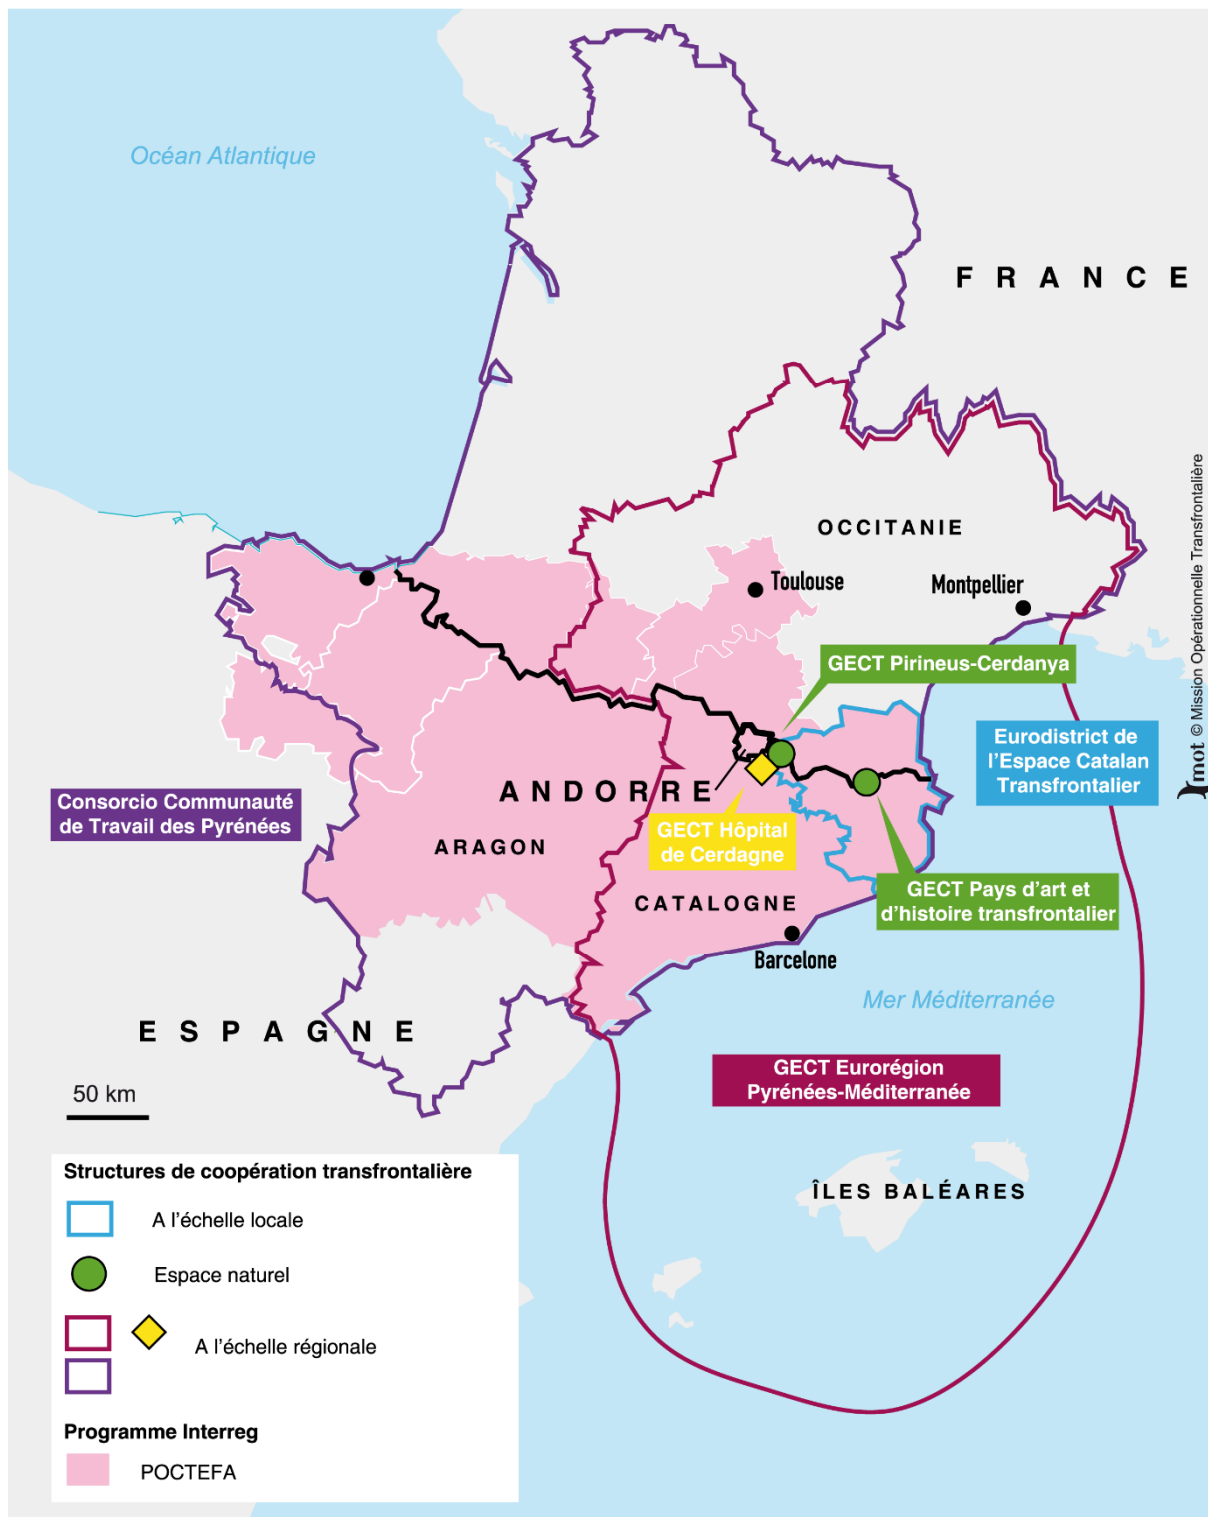 Océan Atlantique
FRANCE
OCCITANIE
Toulouse
Montpellier
GECT Pirineus-Cerdanya
Eurodistrict de
l'Espace Catalan
Transfrontalier
ANDORRE
Consorcio Communauté
de Travail des Pyrénées
GECT Hôpital
de Cerdagne
ARAGON
CATALOGNE
GECT Pays d'art et
d'histoire transfrontalier
Barcelone
Mer Méditerranée
ESPAGNE
GECT Eurorégion
Pyrénées-Méditerranée
50 km
ÎLES BALÉARES
Structures de coopération transfrontalière
A l'échelle locale
Espace naturel
A l'échelle régionale
Programme Interreg
POCTEFA
mot © Mission Opérationnelle Transfrontalière